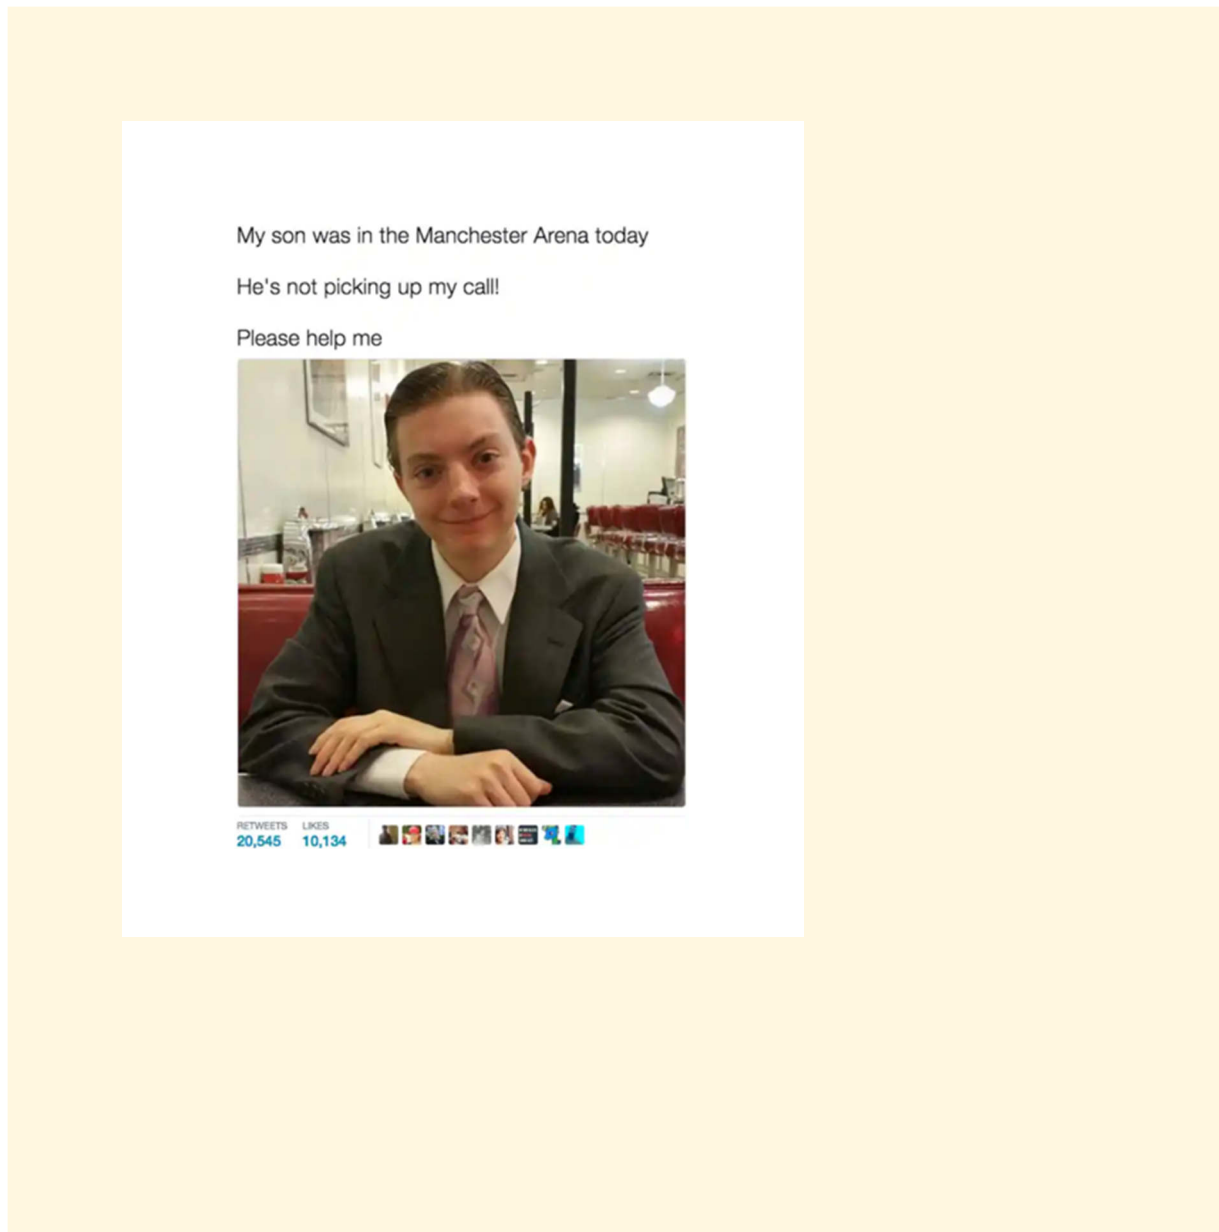 My son was in the Manchester Arena today
He's not picking up my call!
Please help me
RETWEETS LIKES
20,545 10,134